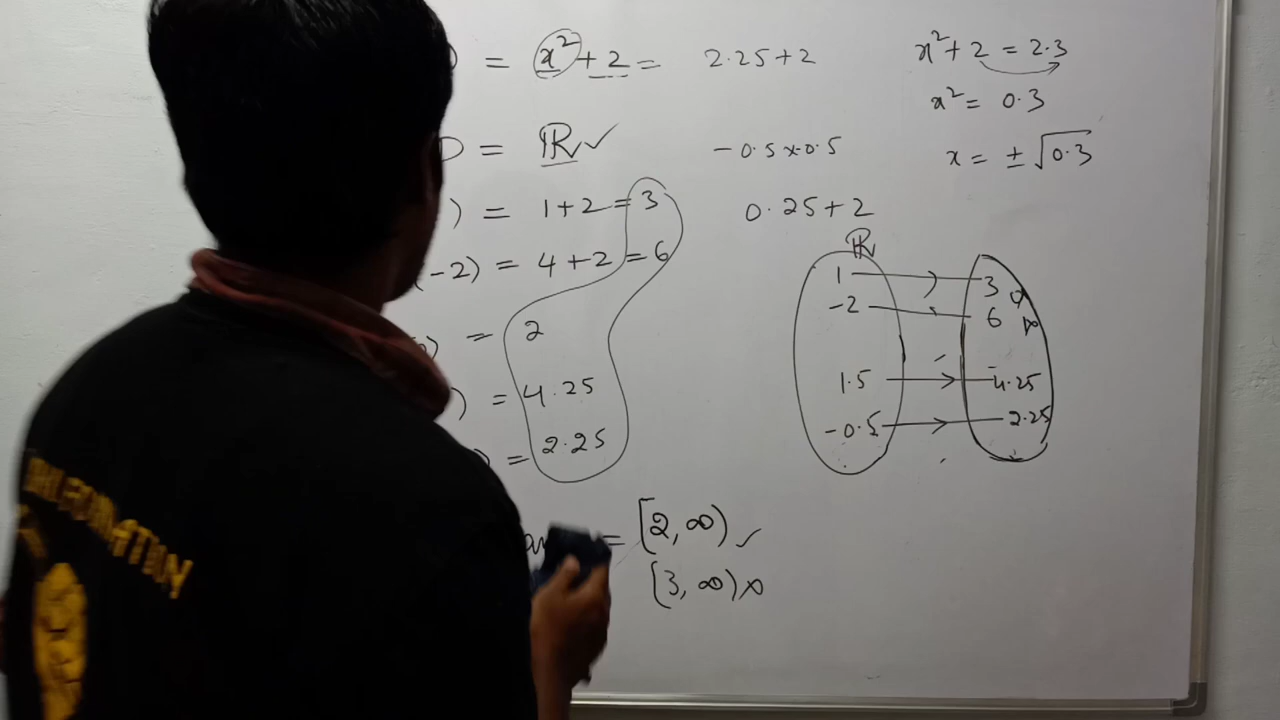 = x² + 2 = 2.25+2
= ℝ ✓
) = 1+2 = 3
(-2) = 4+2 = 6
) = 2
) = 4.25
= 2.25
= [2, ∞) ✓
[3, ∞) ×
-0.5×0.5
0.25+2
x²+2 = 2.3
x² = 0.3
x = ± √0.3
ℝ
1 3
-2 6
1.5 4.25
-0.5 2.25